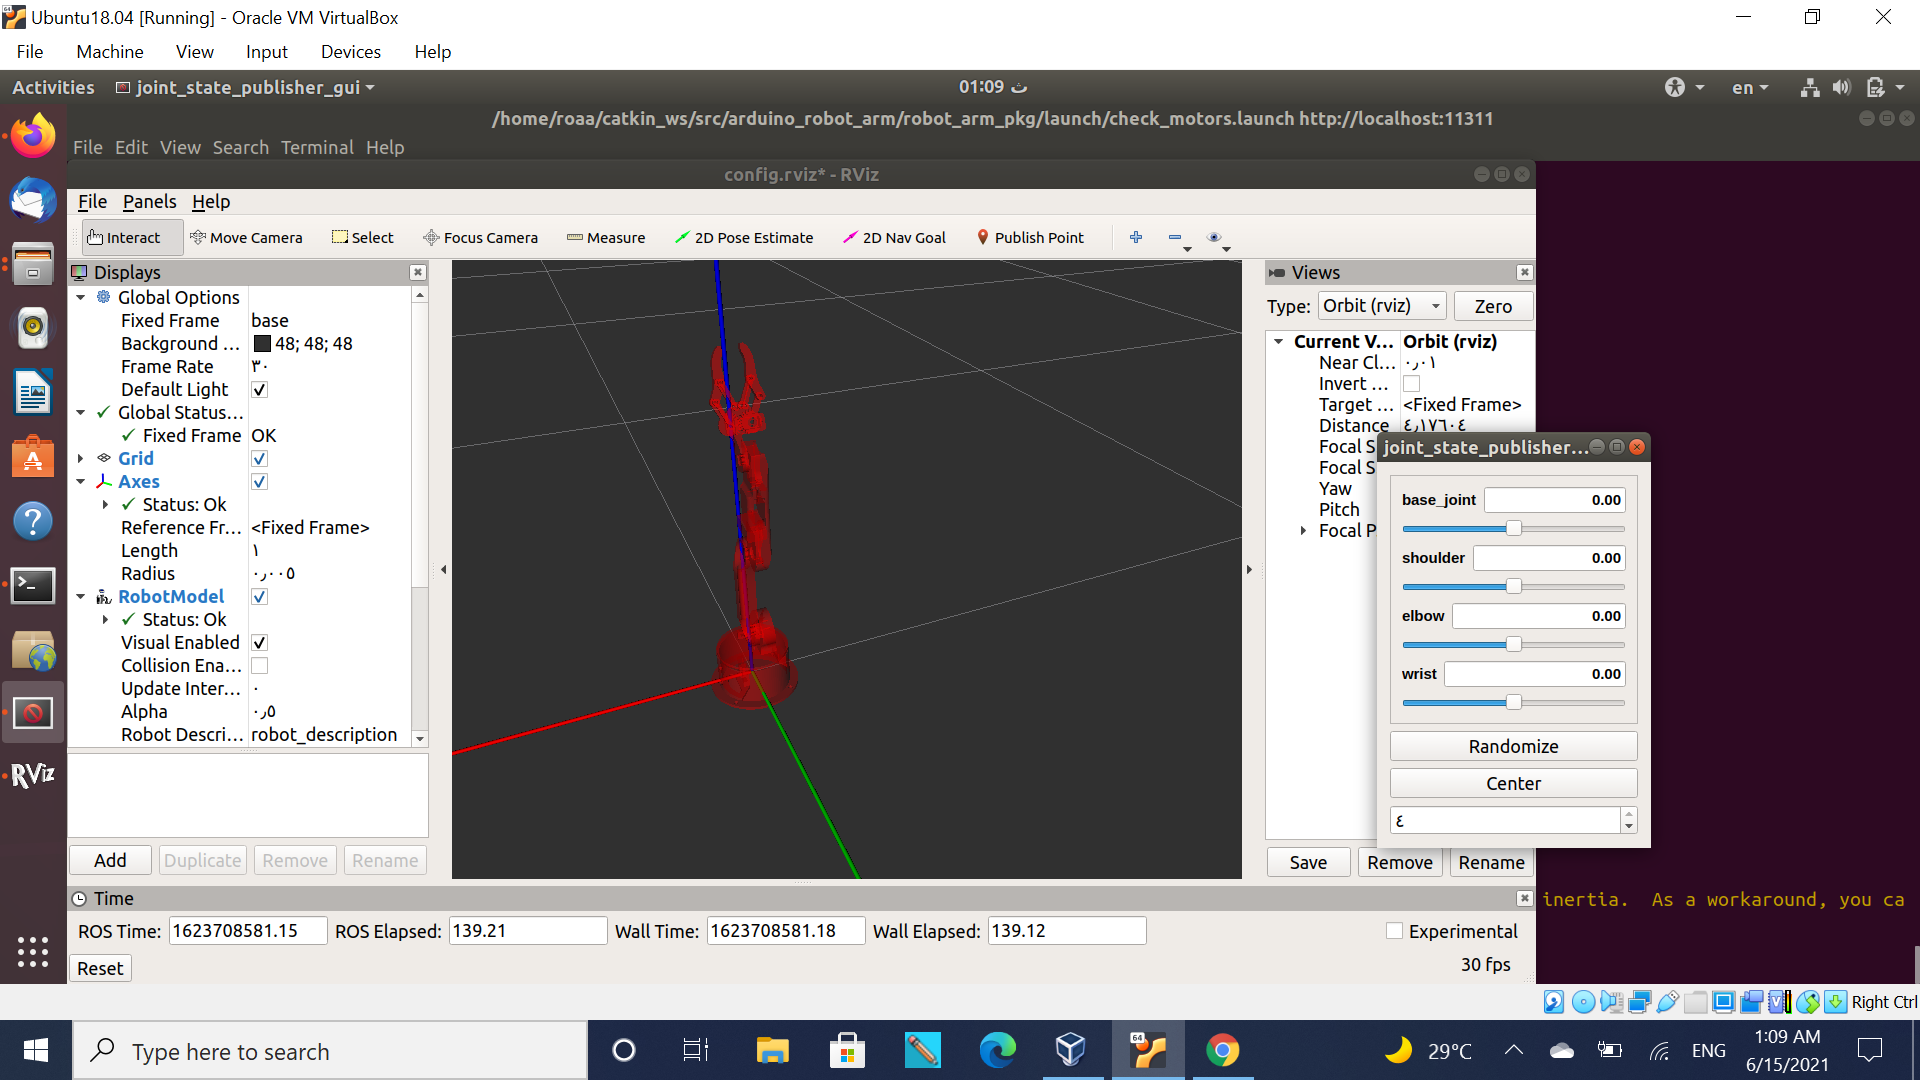 Ubuntu18.04 [Running] - Oracle VM VirtualBox
File Machine View Input Devices Help
Activities joint_state_publisher_gui 01:09 ث en
/home/roaa/catkin_ws/src/arduino_robot_arm/robot_arm_pkg/launch/check_motors.launch http://localhost:11311
File Edit View Search Terminal Help
config.rviz* - RViz
File Panels Help
Interact Move Camera Select Focus Camera Measure 2D Pose Estimate 2D Nav Goal Publish Point
Displays
Global Options
Fixed Frame base
Background ... 48; 48; 48
Frame Rate ٣٠
Default Light
Global Status...
Fixed Frame OK
Grid
Axes
Status: Ok
Reference Fr... <Fixed Frame>
Length ١
Radius ٠٫٠٠٥
RobotModel
Status: Ok
Visual Enabled
Collision Ena...
Update Inter... ٠
Alpha ٠٫٥
Robot Descri... robot_description
Add Duplicate Remove Rename
Views
Type: Orbit (rviz) Zero
Current V... Orbit (rviz)
Near Cl... ٠٫٠١
Invert ...
Target ... <Fixed Frame>
Distance ٤٫١٧٦٠٤
Focal S
Focal S
Yaw
Pitch
Focal P
Save Remove Rename
joint_state_publisher...
base_joint 0.00
shoulder 0.00
elbow 0.00
wrist 0.00
Randomize
Center
٤
inertia. As a workaround, you ca
Time
ROS Time: 1623708581.15 ROS Elapsed: 139.21 Wall Time: 1623708581.18 Wall Elapsed: 139.12 Experimental
Reset 30 fps
RViz
Right Ctrl
Type here to search
64
29°C
ENG
1:09 AM
6/15/2021